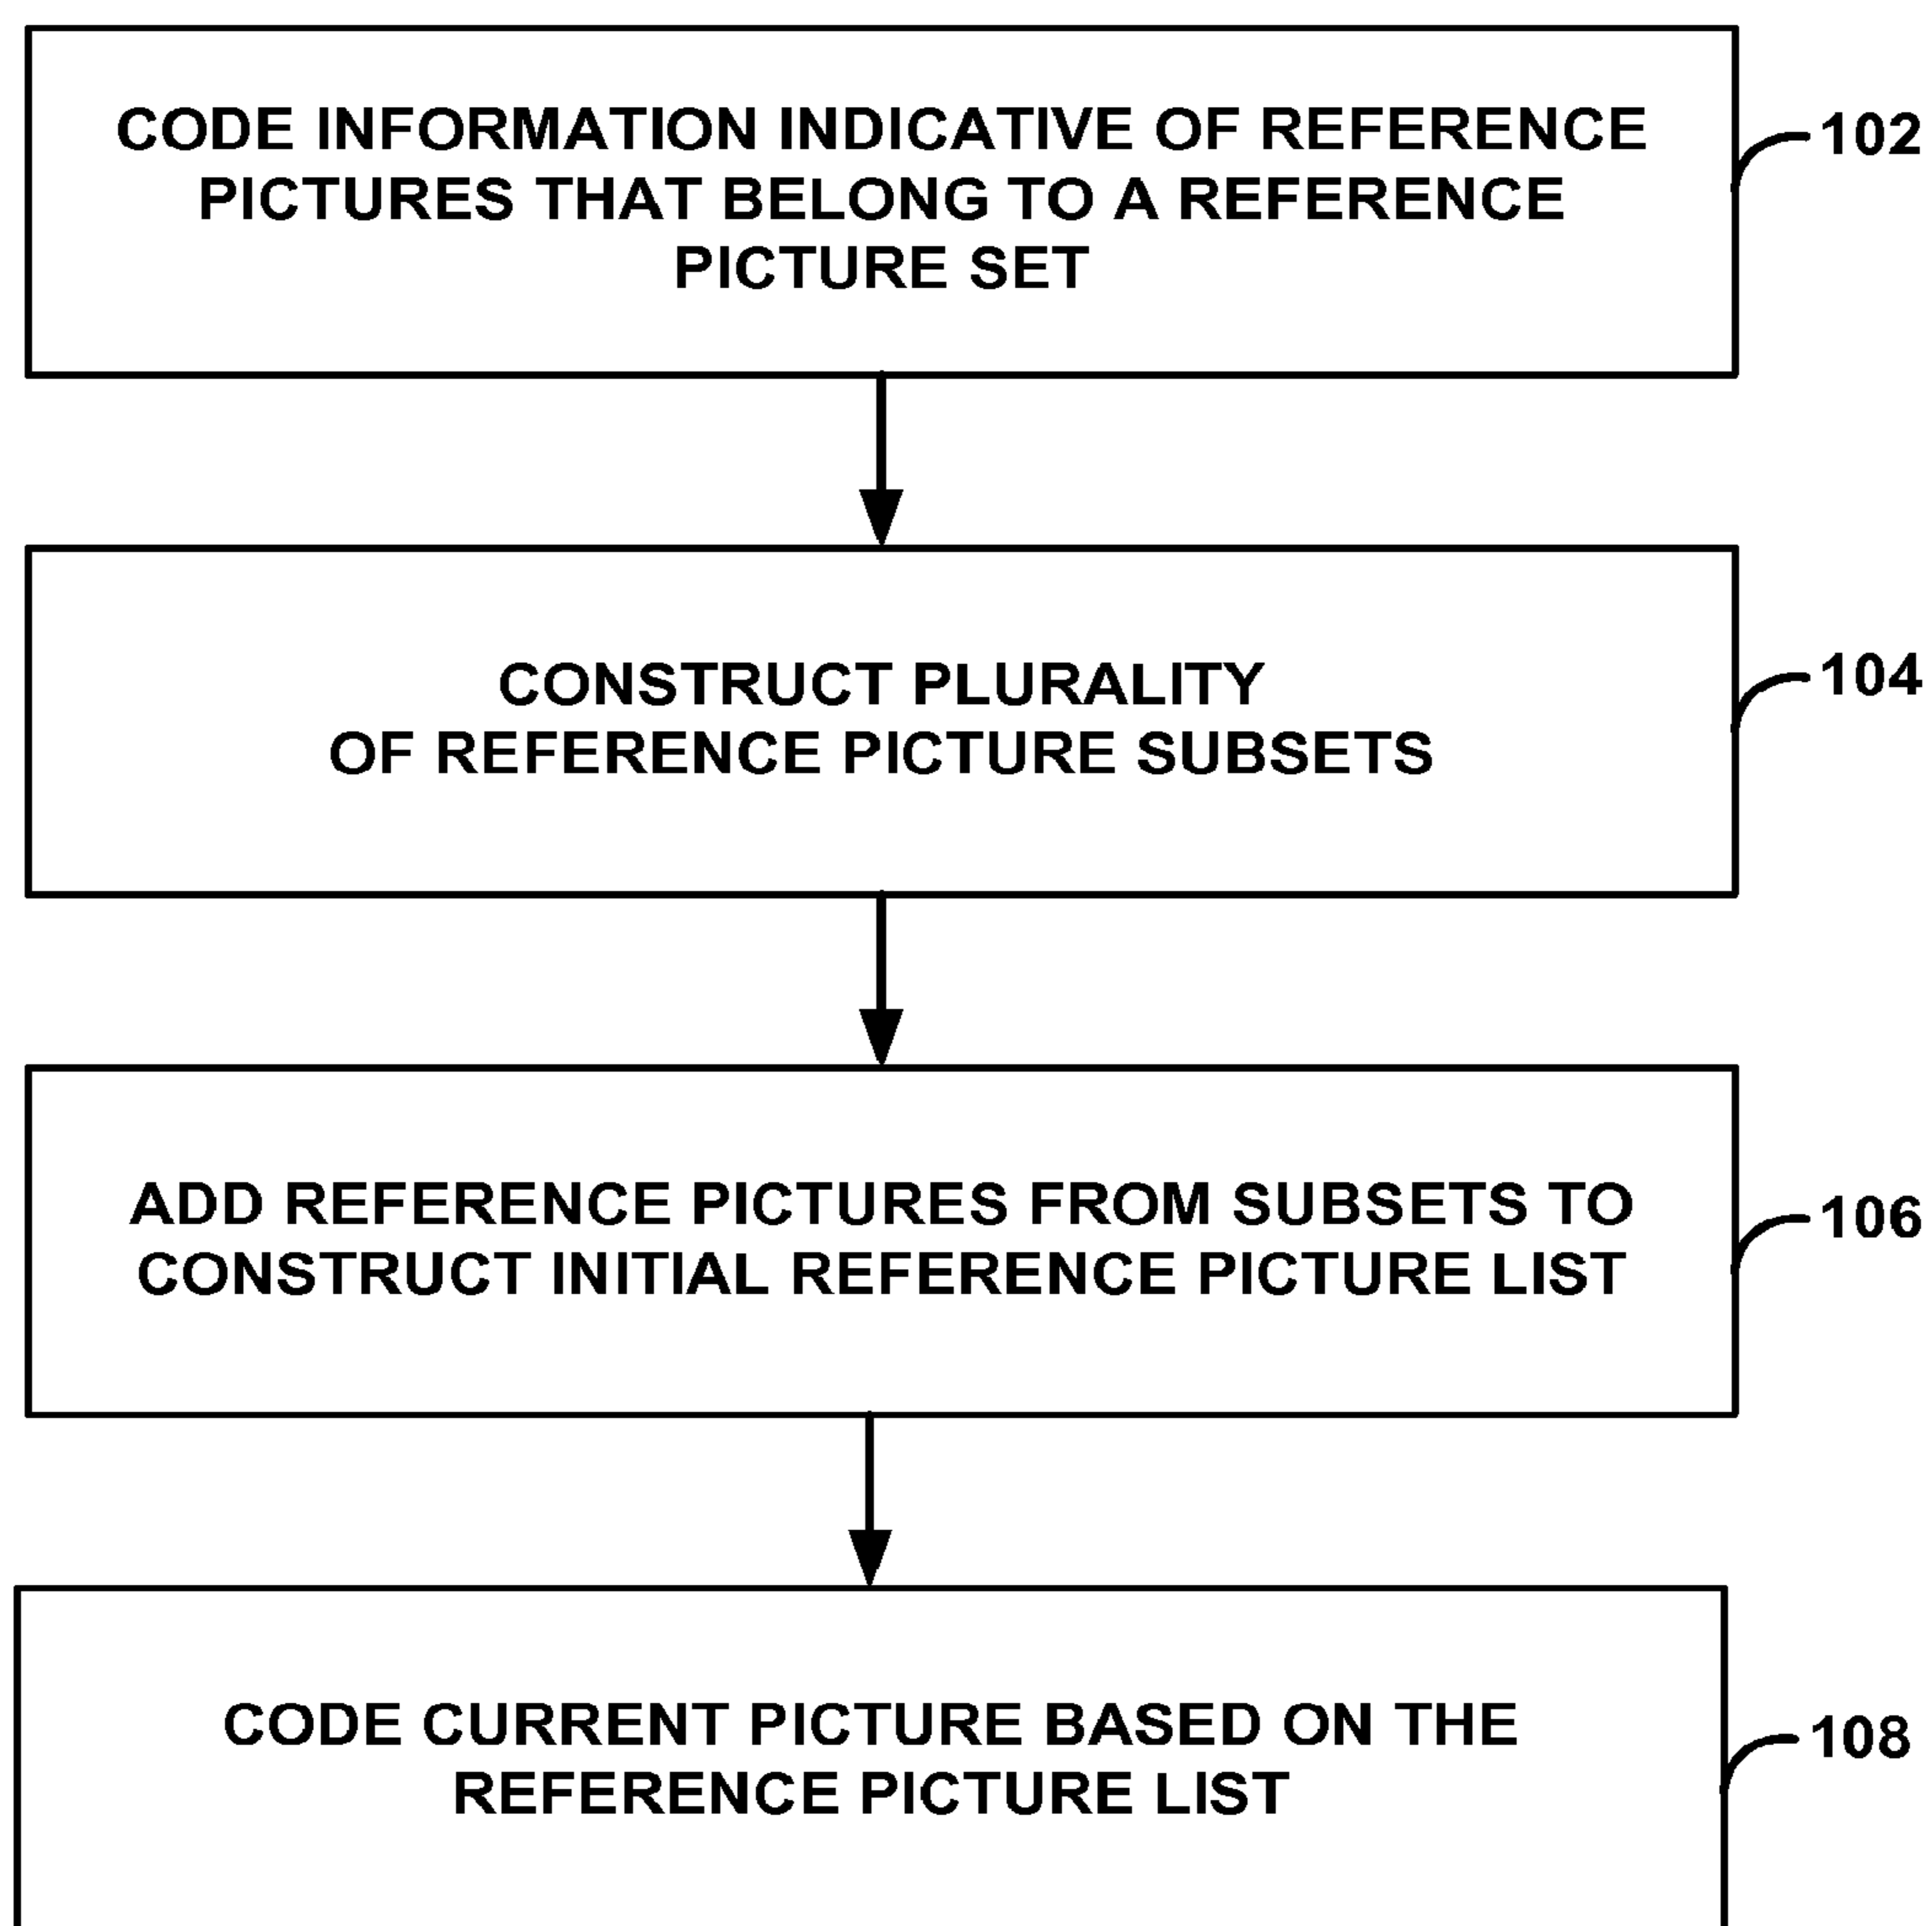 CODE INFORMATION INDICATIVE OF REFERENCE
PICTURES THAT BELONG TO A REFERENCE
PICTURE SET
102
CONSTRUCT PLURALITY
OF REFERENCE PICTURE SUBSETS
104
ADD REFERENCE PICTURES FROM SUBSETS TO
CONSTRUCT INITIAL REFERENCE PICTURE LIST
106
CODE CURRENT PICTURE BASED ON THE
REFERENCE PICTURE LIST
108